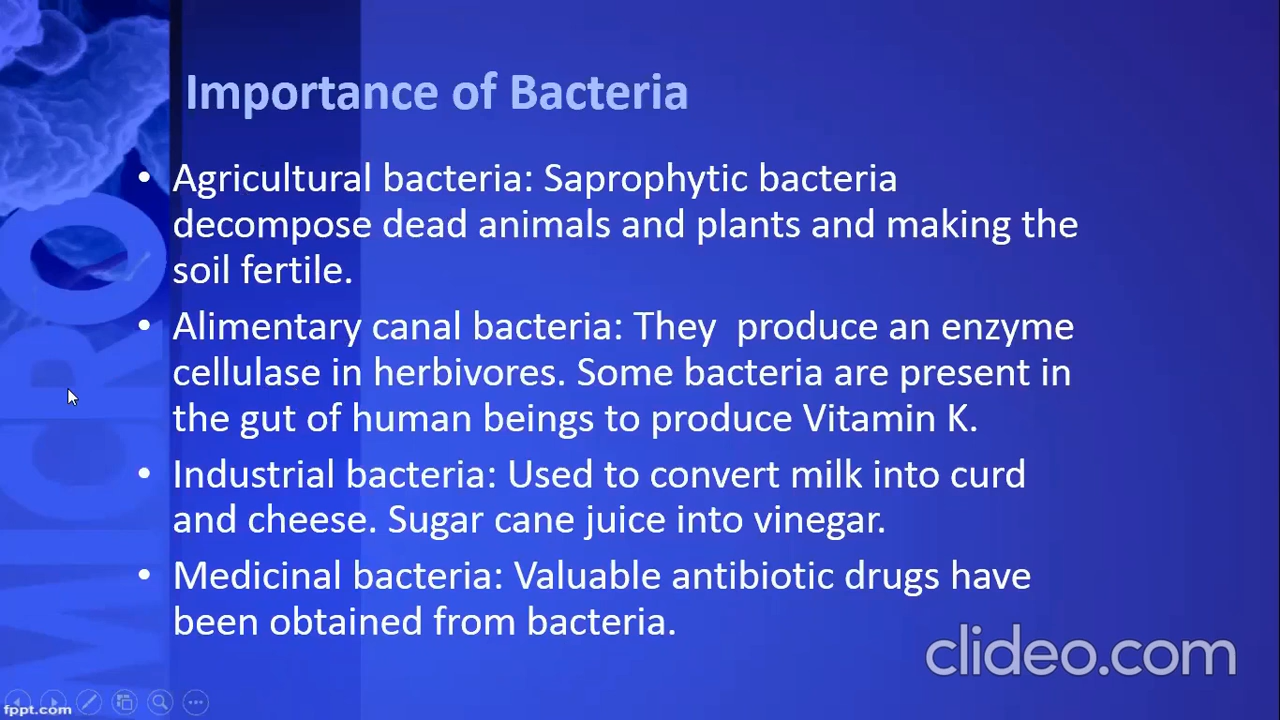 Importance of Bacteria
• Agricultural bacteria: Saprophytic bacteria
decompose dead animals and plants and making the
soil fertile.
• Alimentary canal bacteria: They  produce an enzyme
cellulase in herbivores. Some bacteria are present in
the gut of human beings to produce Vitamin K.
• Industrial bacteria: Used to convert milk into curd
and cheese. Sugar cane juice into vinegar.
• Medicinal bacteria: Valuable antibiotic drugs have
been obtained from bacteria.
MICRO
clideo.com
fppt.com